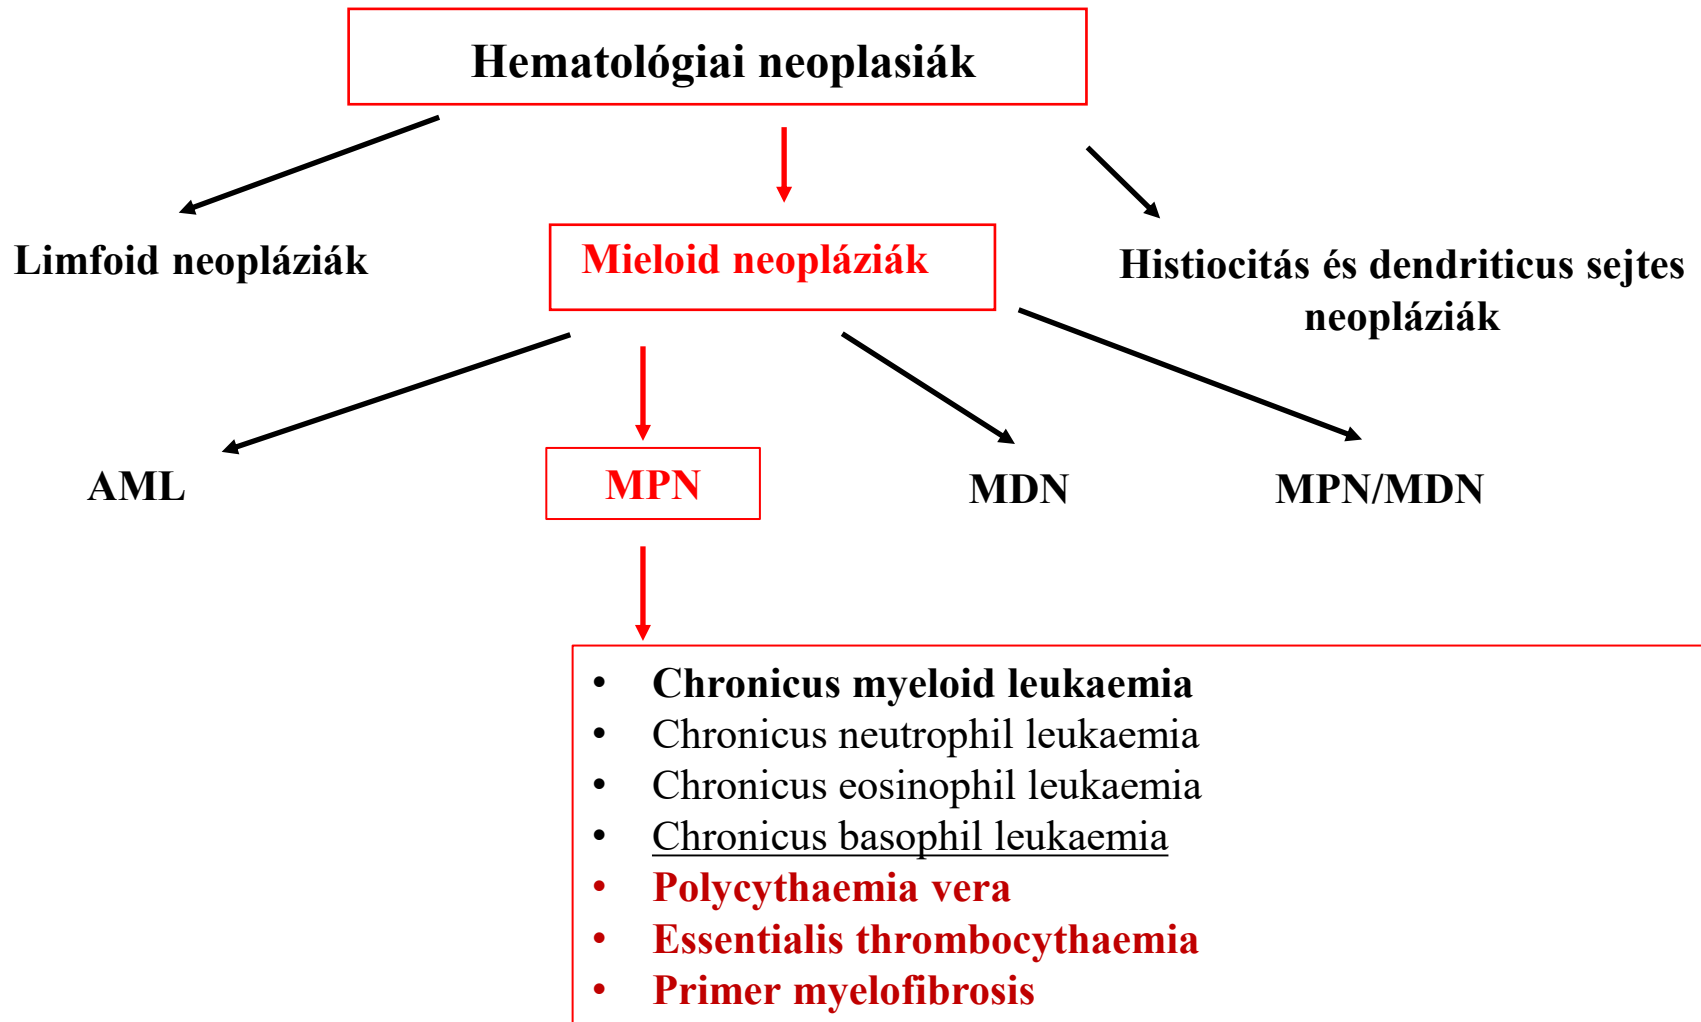 Hematológiai neoplasiák
Limfoid neopláziák
Mieloid neopláziák
Histiocitás és dendriticus sejtes
neopláziák
AML
MPN
MDN
MPN/MDN
• Chronicus myeloid leukaemia
• Chronicus neutrophil leukaemia
• Chronicus eosinophil leukaemia
• Chronicus basophil leukaemia
• Polycythaemia vera
• Essentialis thrombocythaemia
• Primer myelofibrosis